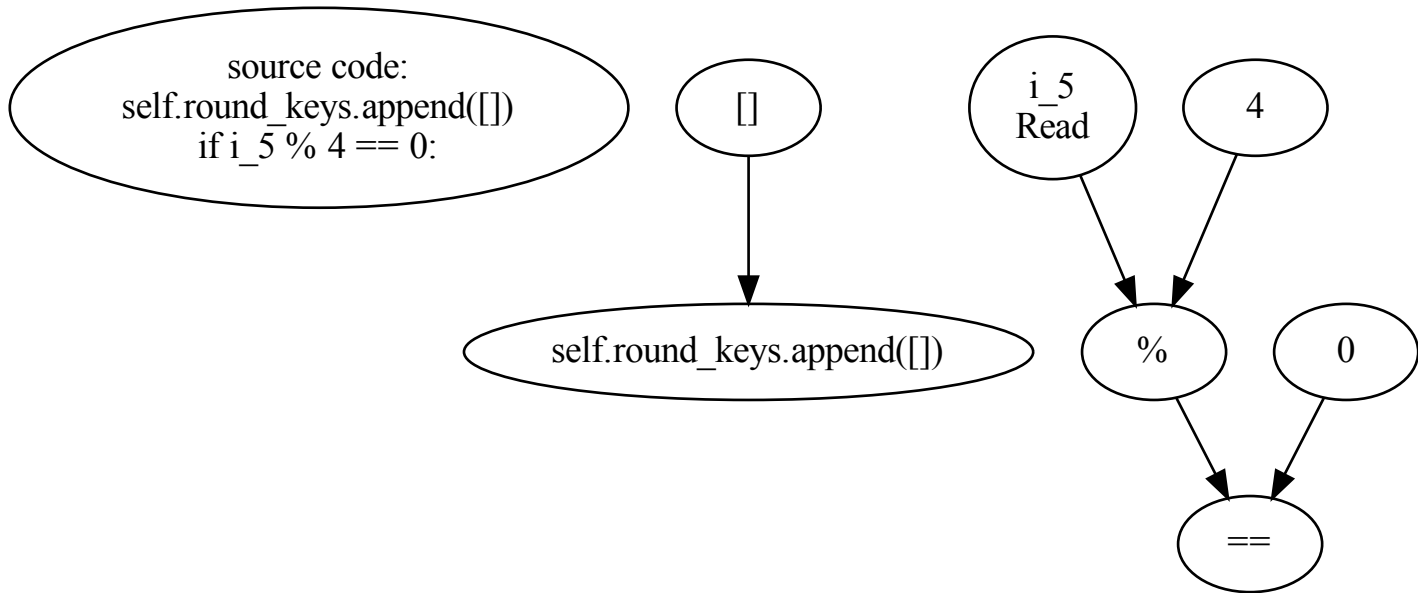 source code:
self.round_keys.append([])
if i_5 % 4 == 0:
[]
i_5
Read
4
self.round_keys.append([])
%
0
==